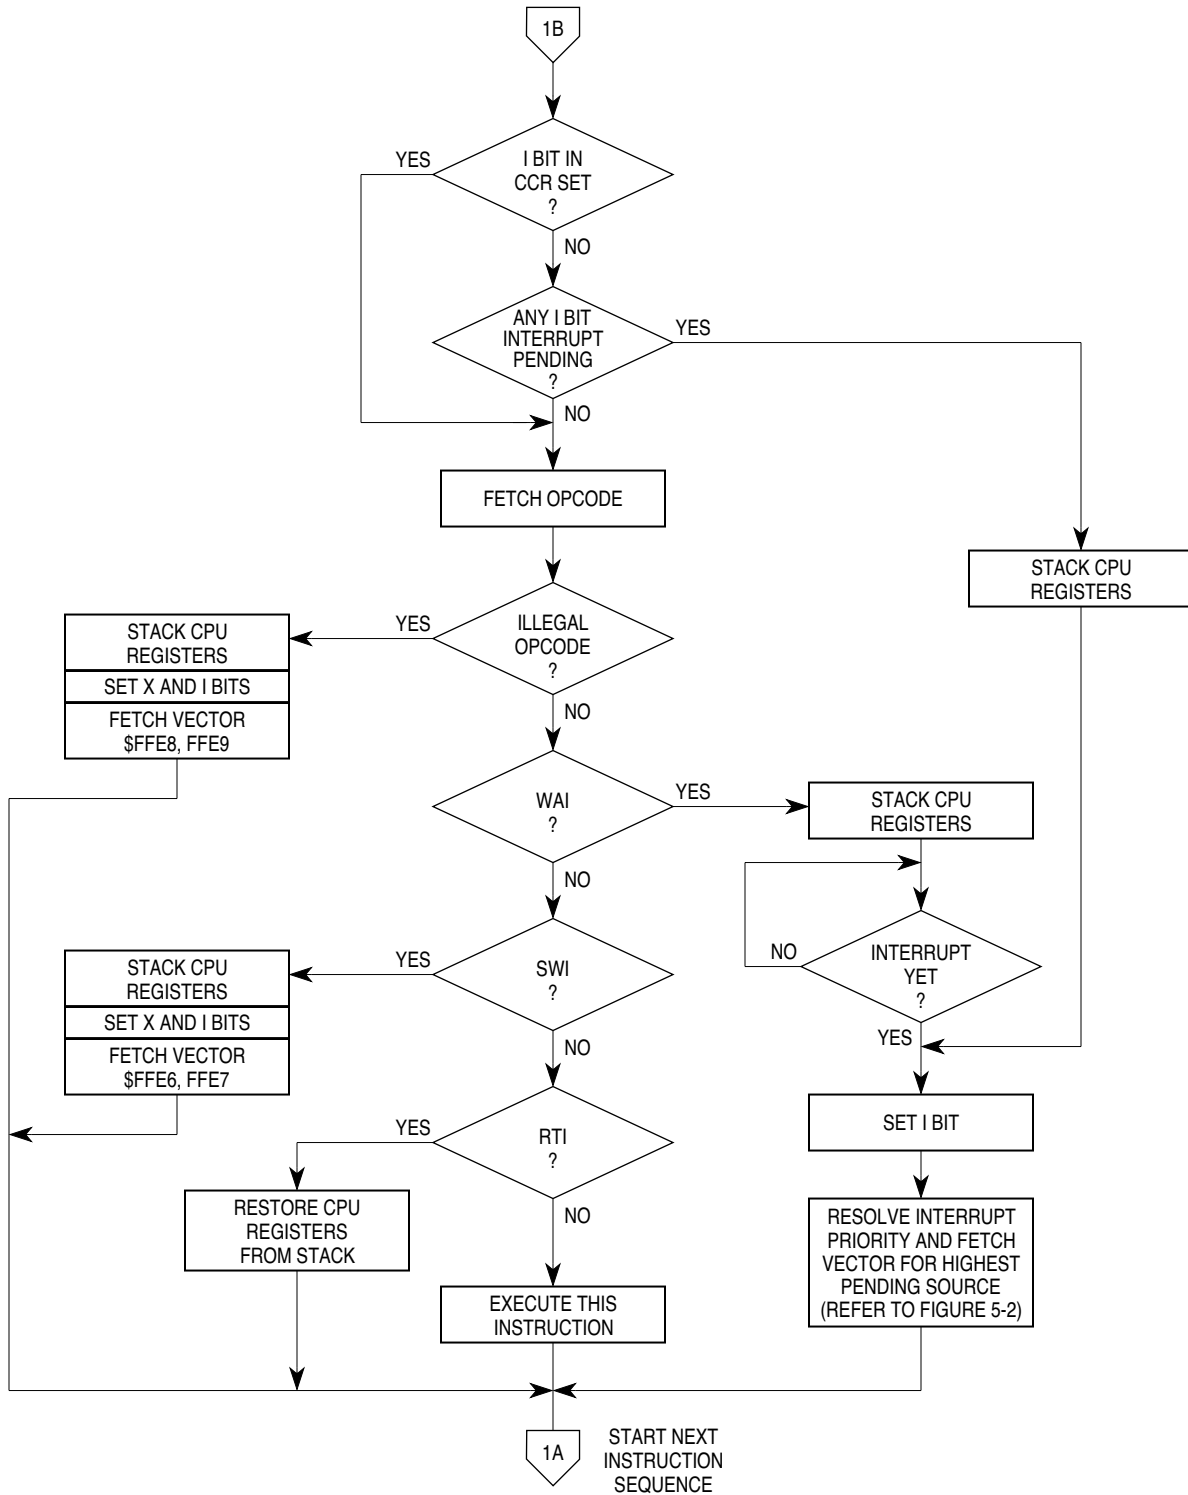 1B
I BIT IN
CCR SET
?
YES
NO
ANY I BIT
INTERRUPT
PENDING
?
YES
NO
FETCH OPCODE
STACK CPU
REGISTERS
ILLEGAL
OPCODE
?
YES
NO
STACK CPU
REGISTERS
SET X AND I BITS
FETCH VECTOR
$FFE8, FFE9
WAI
?
YES
NO
STACK CPU
REGISTERS
INTERRUPT
YET
?
NO
YES
SWI
?
YES
NO
STACK CPU
REGISTERS
SET X AND I BITS
FETCH VECTOR
$FFE6, FFE7
SET I BIT
RTI
?
YES
NO
RESTORE CPU
REGISTERS
FROM STACK
RESOLVE INTERRUPT
PRIORITY AND FETCH
VECTOR FOR HIGHEST
PENDING SOURCE
(REFER TO FIGURE 5-2)
EXECUTE THIS
INSTRUCTION
1A
START NEXT
INSTRUCTION
SEQUENCE